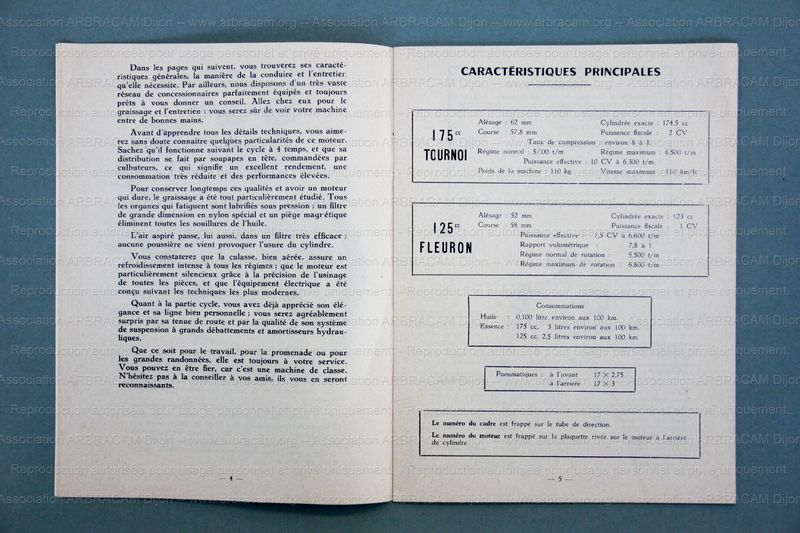 Dans les pages qui suivent, vous trouverez ses caracté-
ristiques générales, la manière de la conduire et l'entretier
qu'elle nécessite. Par ailleurs, nous disposons d'un très vaste
réseau de concessionnaires parfaitement équipés et toujours
prêts à vous donner un conseil. Allez chez eux pour le
graissage et l'entretien ; vous serez sûr de voir votre machine
entre de bonnes mains.
Avant d'apprendre tous les détails techniques, vous aime-
rez sans doute connaître quelques particularités de ce moteur.
Sachez qu'il fonctionne suivant le cycle à 4 temps, et que sa
distribution se fait par soupapes en tête, commandées par
culbuteurs, ce qui signifie un excellent rendement, une
consommation très réduite et des performances élevées.
Pour conserver longtemps ces qualités et avoir un moteur
qui dure, le graissage a été tout particulièrement étudié. Tous
les organes qui fatiguent sont lubrifiés sous pression ; un filtre
de grande dimension en nylon spécial et un piège magnétique
éliminent toutes les souillures de l'huile.
L'air aspiré passe, lui aussi, dans un filtre très efficace ;
aucune poussière ne vient provoquer l'usure du cylindre.
Vous constaterez que la culasse, bien aérée, assure un
refroidissement intense à tous les régimes ; que le moteur est
particulièrement silencieux grâce à la précision de l'usinage
de toutes les pièces, et que l'équipement électrique a été
conçu suivant les techniques les plus modernes.
Quant à la partie cycle, vous avez déjà apprécié son élé-
gance et sa ligne bien personnelle ; vous serez agréablement
surpris par sa tenue de route et par la qualité de son système
de suspension à grands débattements et amortisseurs hydrau-
liques.
Que ce soit pour le travail, pour la promenade ou pour
les grandes randonnées, elle est toujours à votre service.
Vous pouvez en être fier, car c'est une machine de classe.
N'hésitez pas à la conseiller à vos amis, ils vous en seront
reconnaissants.
— 4 —
CARACTÉRISTIQUES PRINCIPALES
175 cc
TOURNOI
Alésage : 62 mm Cylindrée exacte : 174,5 cc
Course : 57,8 mm Puissance fiscale : 2 CV
Taux de compression : environ 8 à 1.
Régime normal : 5.000 t/m Régime maximum : 6.500 t/m
Puissance effective : 10 CV à 6.300 t/m.
Poids de la machine : 110 kg Vitesse maximum : 110 km/h
125 cc
FLEURON
Alésage : 52 mm Cylindrée exacte : 123 cc
Course : 58 mm Puissance fiscale : 1 CV
Puissance effective : 7,5 CV à 6.600 t/m
Rapport volumétrique : 7,8 à 1
Régime normal de rotation : 5.500 t/m
Régime maximum de rotation : 6.800 t/m
Consommations
Huile : 0,100 litre environ aux 100 km.
Essence : 175 cc, 3 litres environ aux 100 km.
125 cc, 2,5 litres environ aux 100 km.
Pneumatiques : à l'avant 17 × 2,75
à l'arrière 17 × 3
Le numéro du cadre est frappé sur le tube de direction.
Le numéro du moteur est frappé sur la plaquette rivée sur le moteur à l'arrière
du cylindre.
— 5 —
Association ARBRACAM Dijon -- www.arbracam.org -- Association ARBRACAM Dijon
Reproduction autorisée pour usage personnel et privé uniquement.